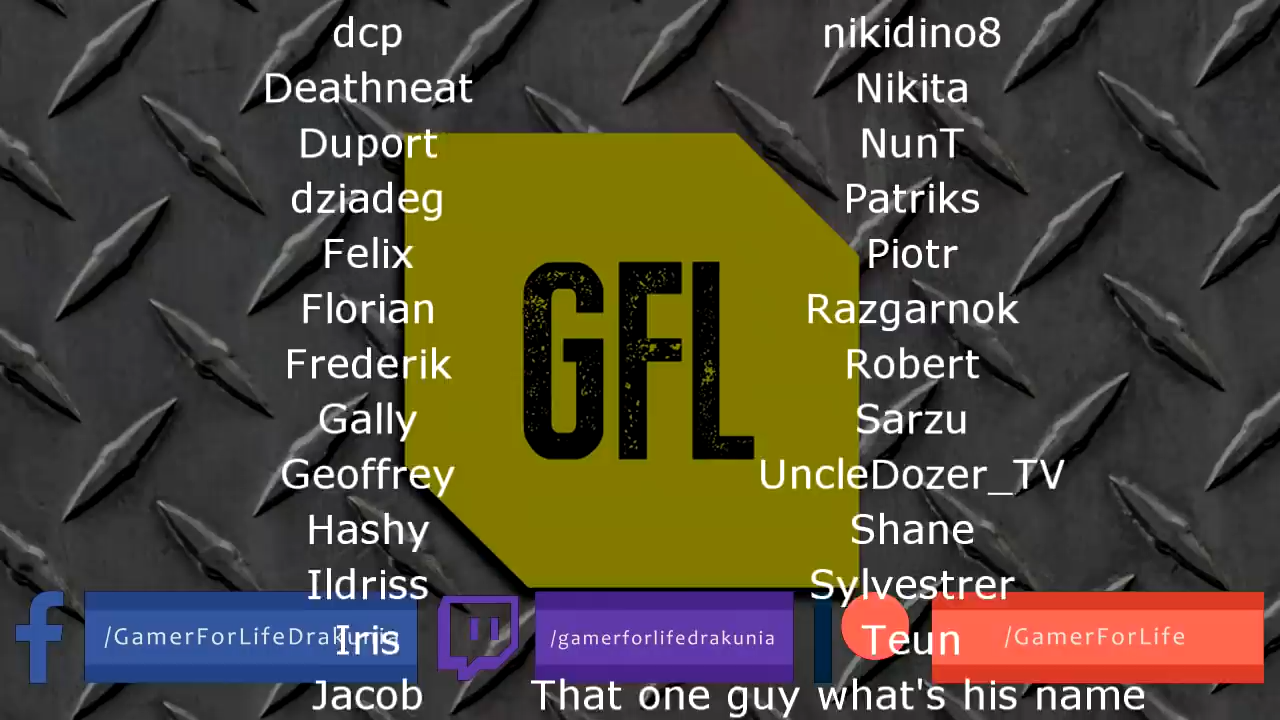 dcp
Deathneat
Duport
dziadeg
Felix
Florian
Frederik
Gally
Geoffrey
Hashy
Ildriss
Iris
Jacob
nikidino8
Nikita
NunT
Patriks
Piotr
Razgarnok
Robert
Sarzu
UncleDozer_TV
Shane
Sylvestrer
Teun
That one guy what's his name
GFL
/GamerForLifeDrakunia
/gamerforlifedrakunia
/GamerForLife